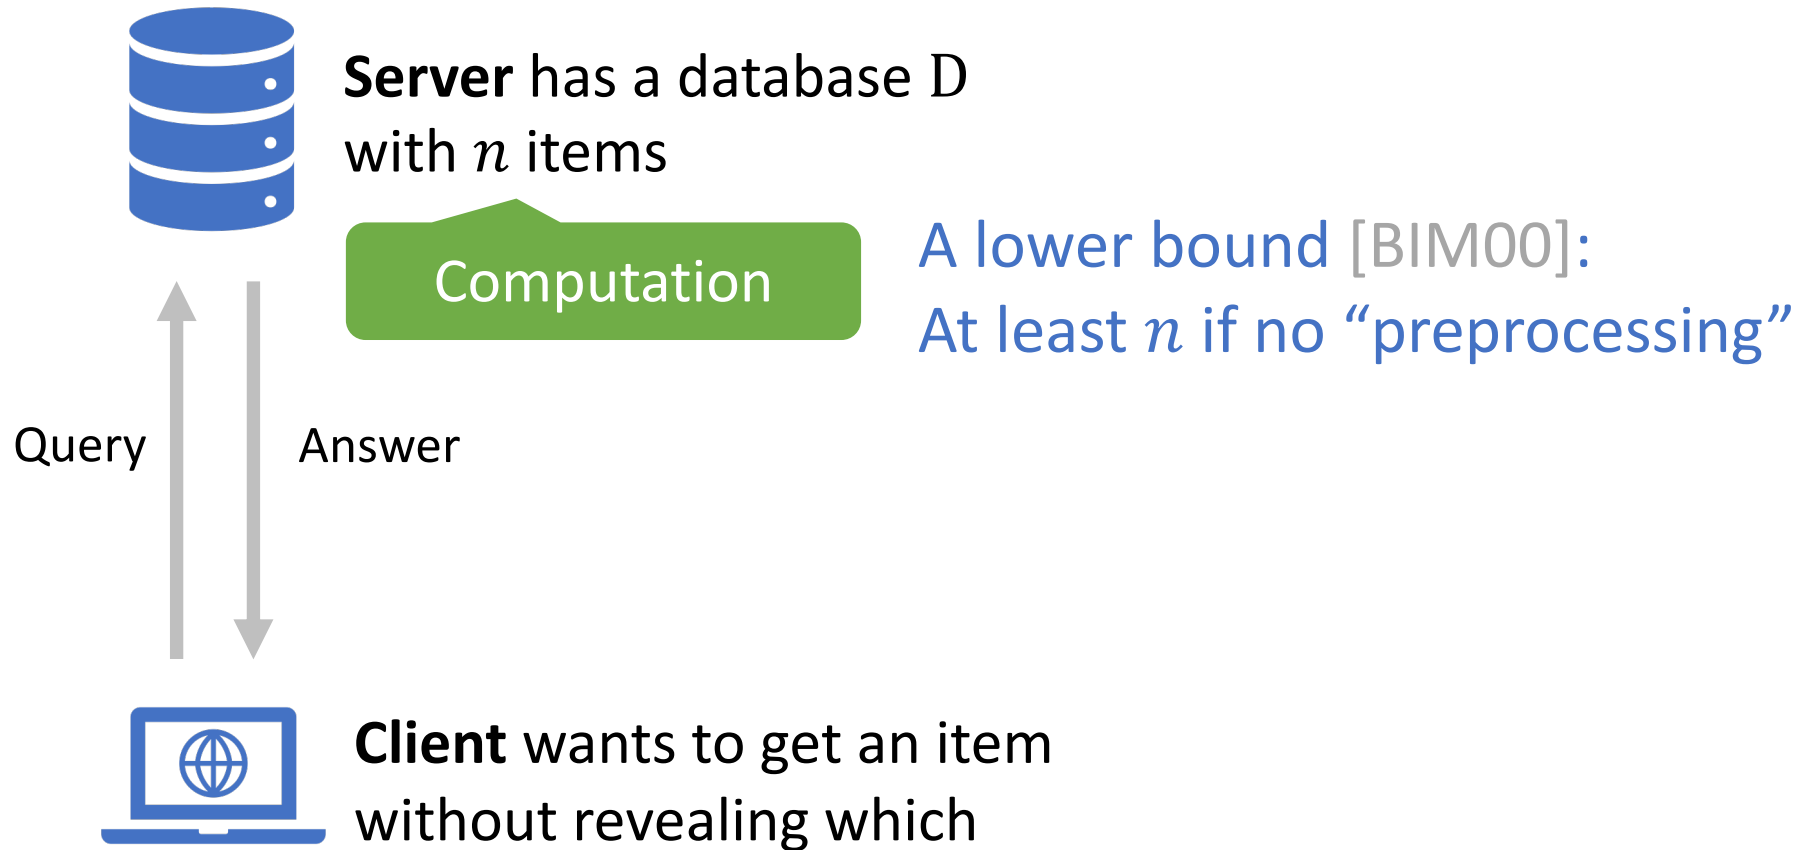 Server has a database D
with n items
Computation
A lower bound [BIM00]:
At least n if no “preprocessing”
Query
Answer
Client wants to get an item
without revealing which